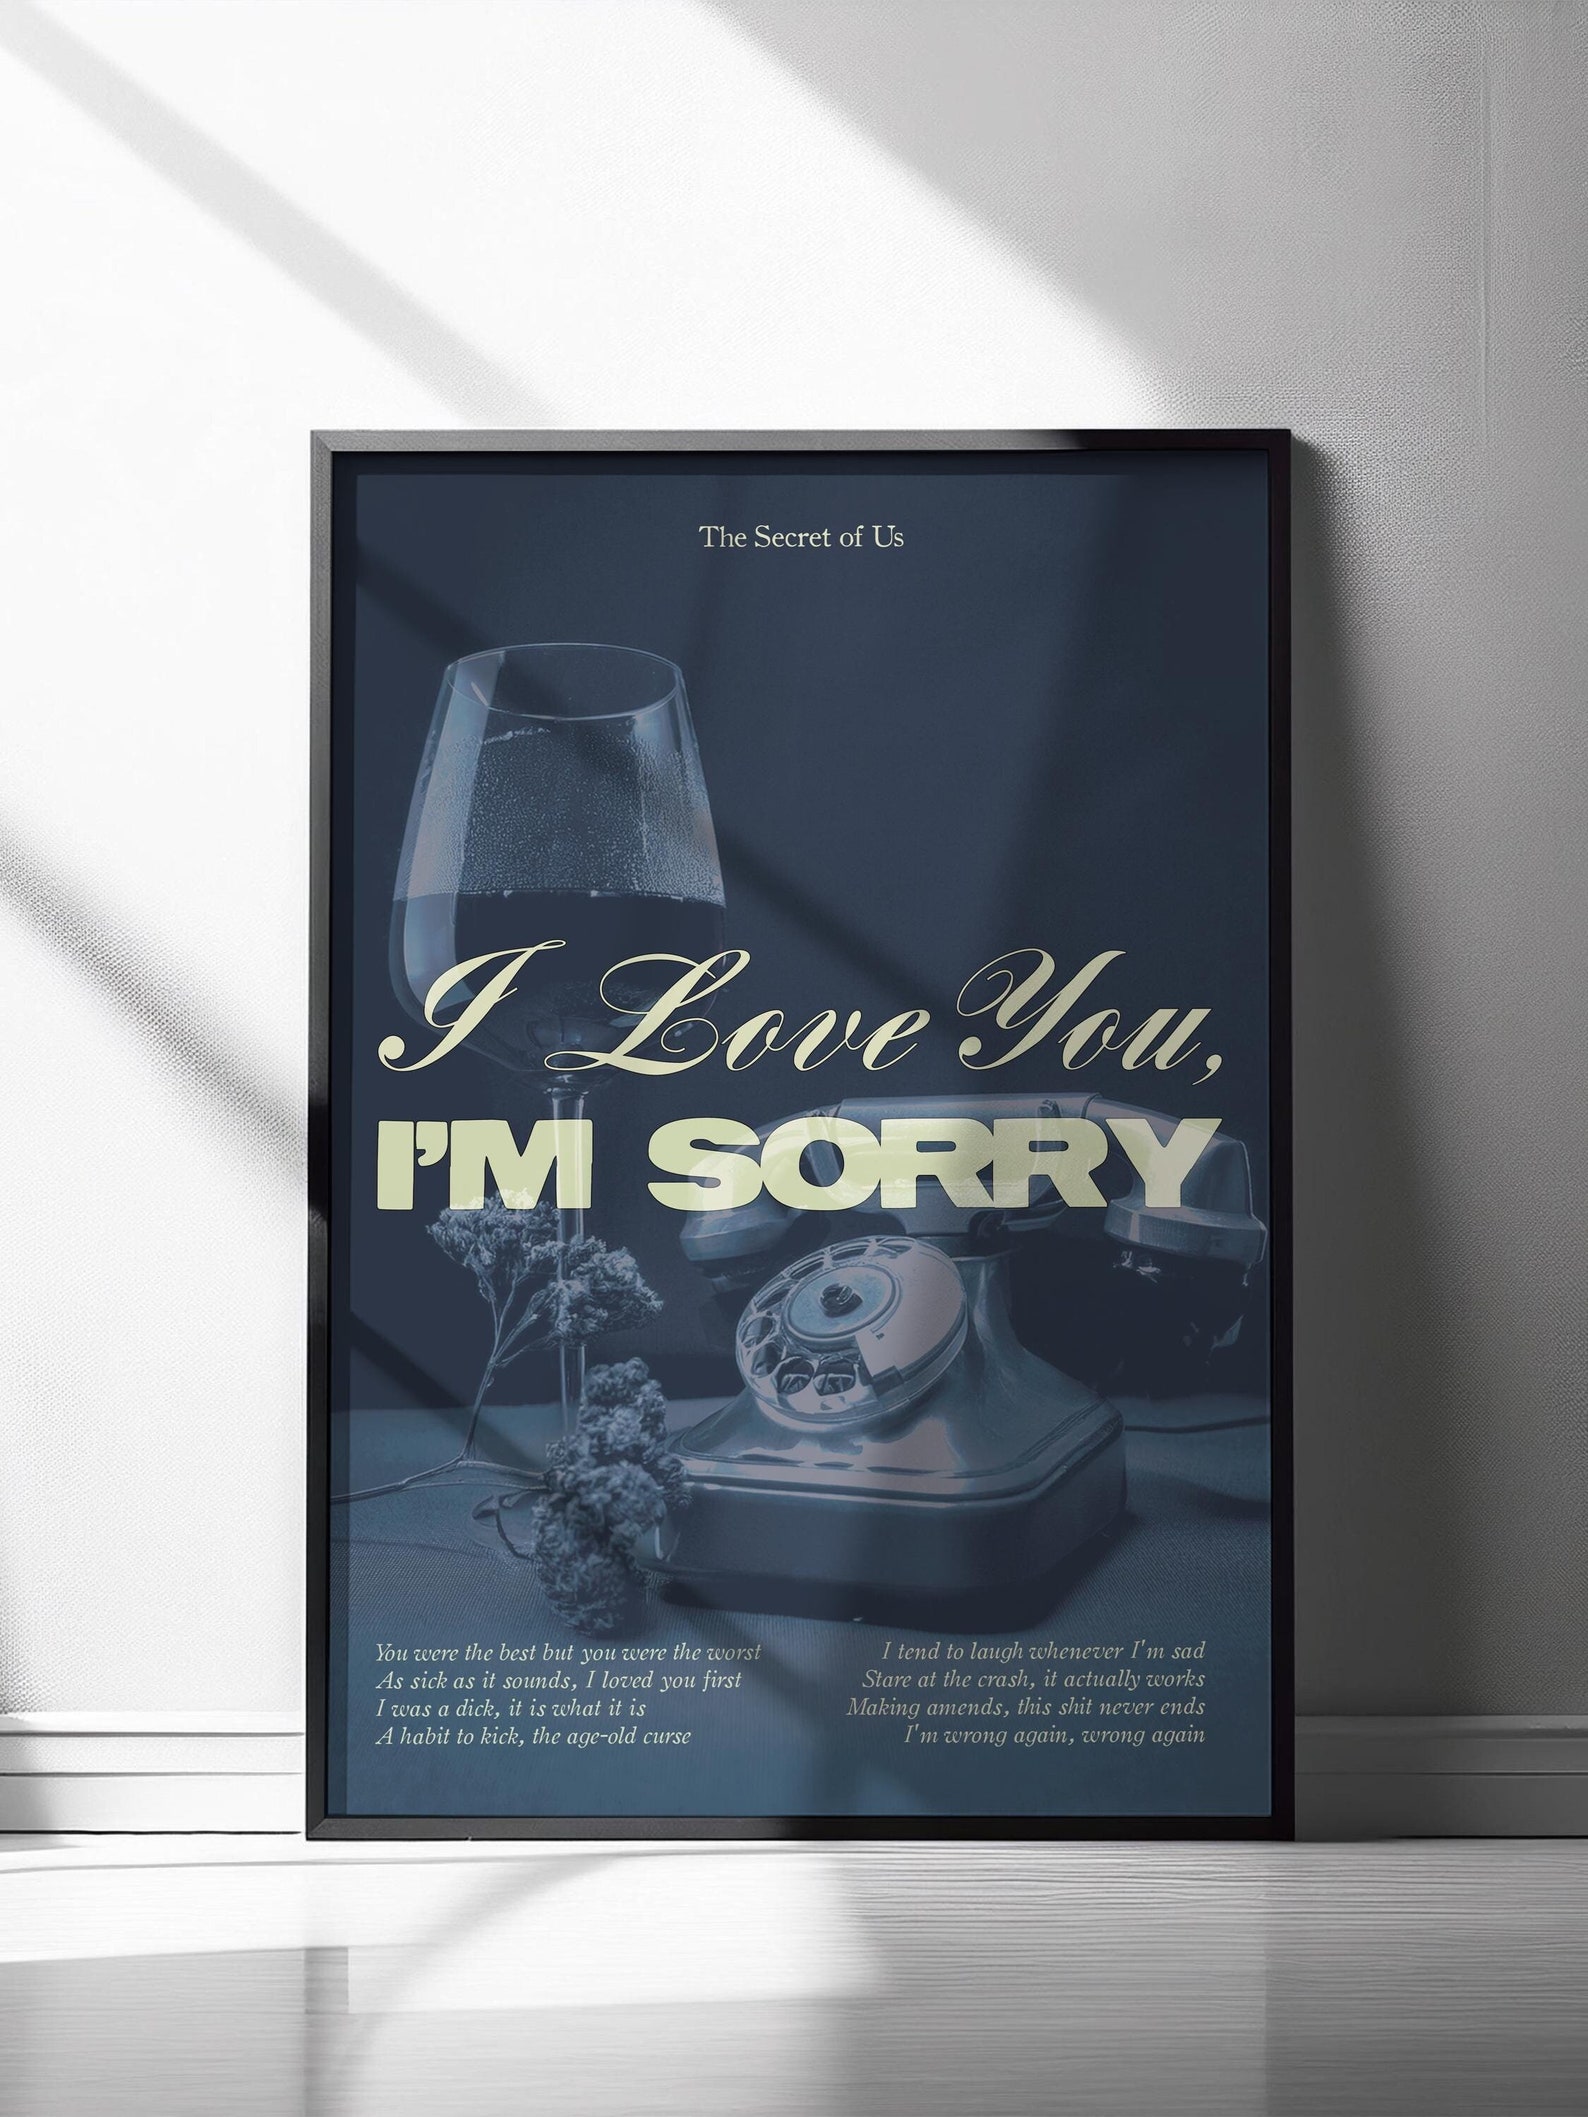 The Secret of Us
I Love You,
I'M SORRY
You were the best but you were the worst
As sick as it sounds, I loved you first
I was a dick, it is what it is
A habit to kick, the age-old curse
I tend to laugh whenever I'm sad
Stare at the crash, it actually works
Making amends, this shit never ends
I'm wrong again, wrong again